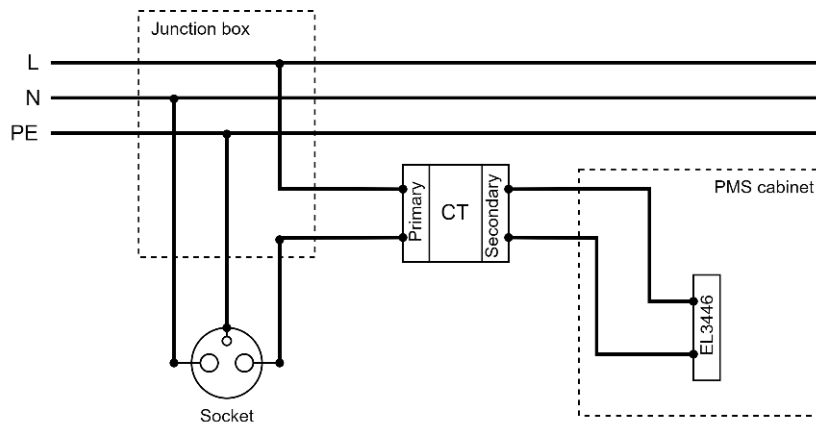 Junction box
L
N
PE
Primary
CT
Secondary
PMS cabinet
EL3446
Socket